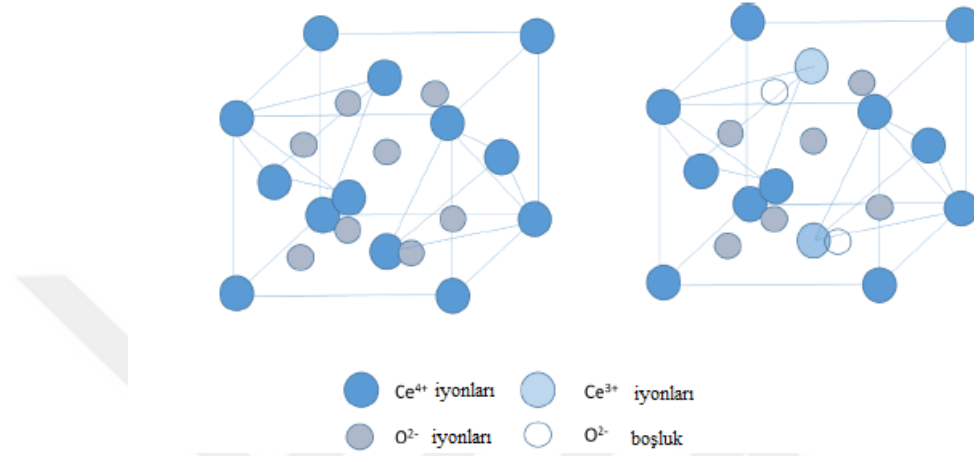 Ce⁴⁺ iyonları Ce³⁺ iyonları
O²⁻ iyonları O²⁻ boşluk